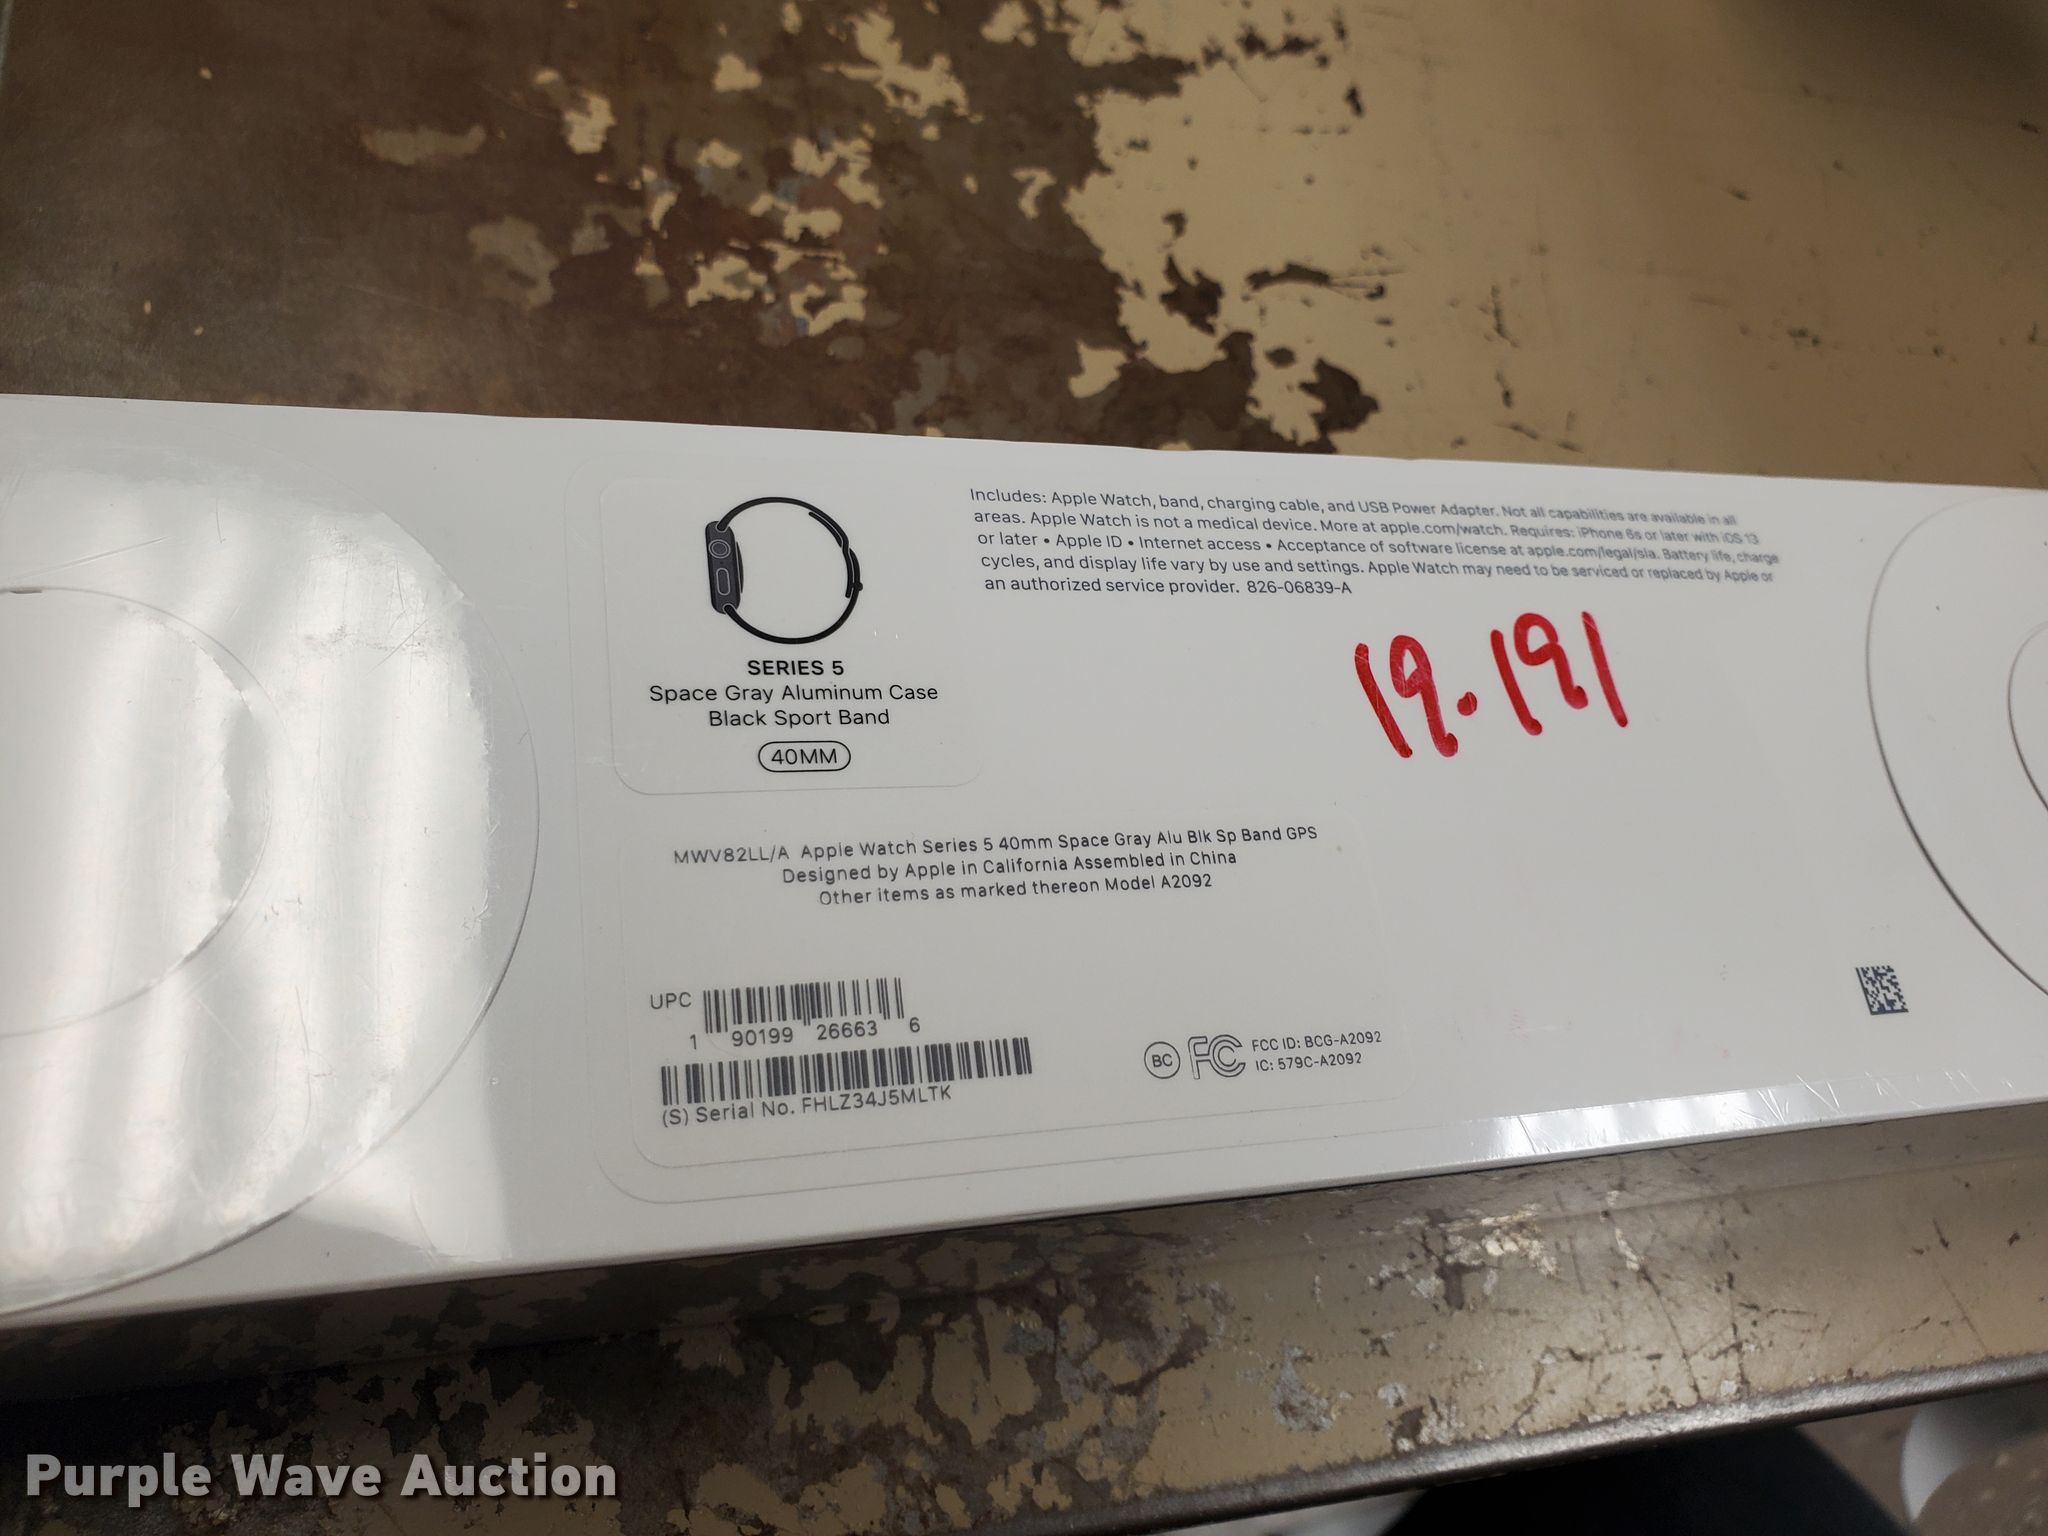 Includes: Apple Watch, band, charging cable, and USB Power Adapter. Not all capabilities are available in all
areas. Apple Watch is not a medical device. More at apple.com/watch. Requires: iPhone 6s or later with iOS 13
or later • Apple ID • Internet access • Acceptance of software license at apple.com/legal/sla. Battery life, charge
cycles, and display life vary by use and settings. Apple Watch may need to be serviced or replaced by Apple or
an authorized service provider. 826-06839-A
19.191
SERIES 5
Space Gray Aluminum Case
Black Sport Band
40MM
MWV82LL/A Apple Watch Series 5 40mm Space Gray Alu Blk Sp Band GPS
Designed by Apple in California Assembled in China
Other items as marked thereon Model A2092
UPC
1 90199 26663 6
(S) Serial No. FHLZ34J5MLTK
BC FC FCC ID: BCG-A2092
IC: 579C-A2092
Purple Wave Auction